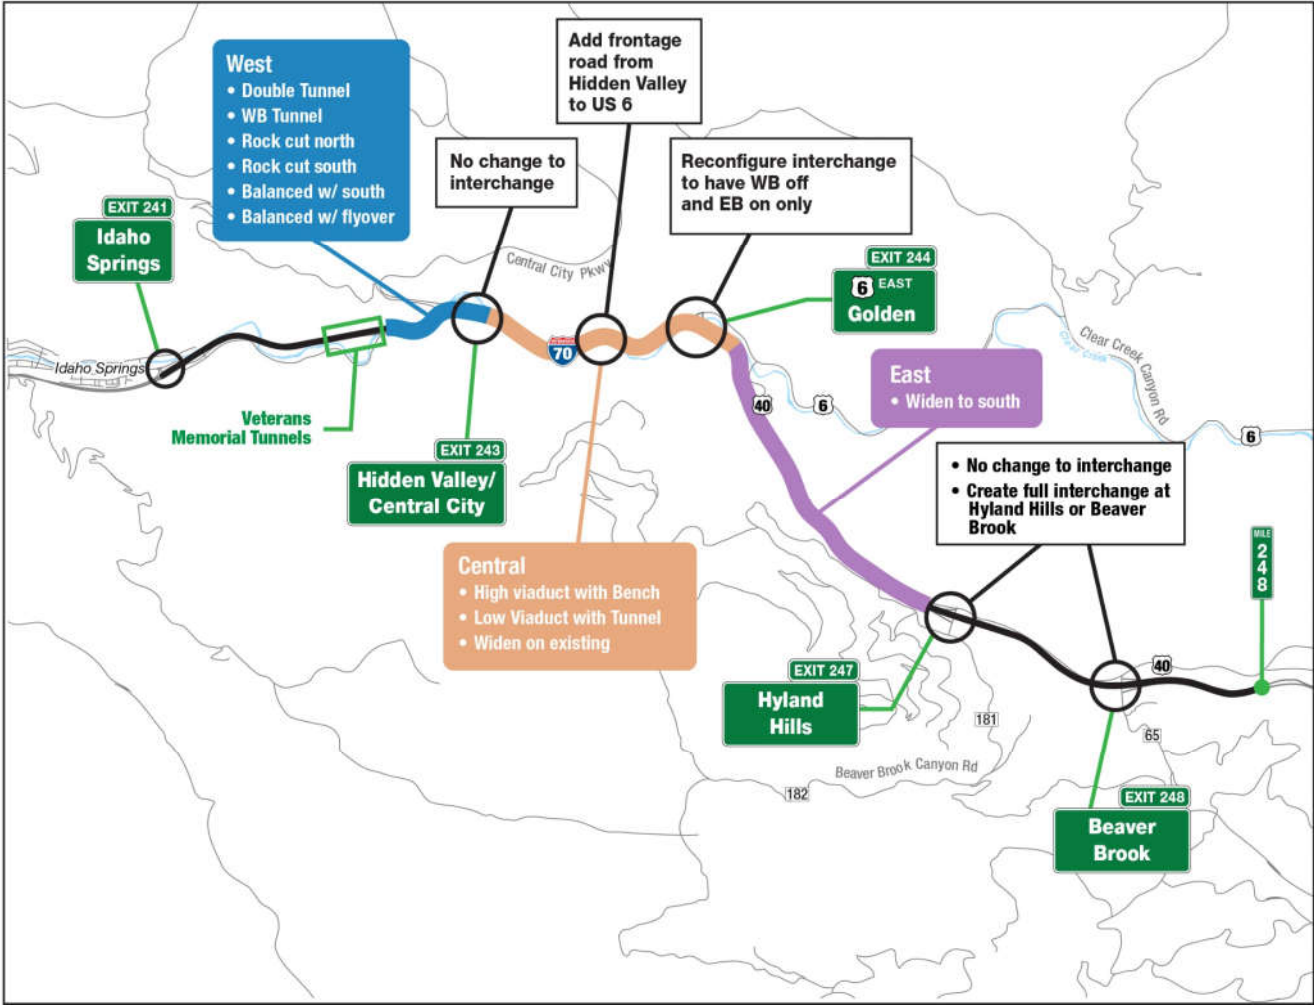 West
• Double Tunnel
• WB Tunnel
• Rock cut north
• Rock cut south
• Balanced w/ south
• Balanced w/ flyover
Add frontage
road from
Hidden Valley
to US 6
No change to
interchange
Reconfigure interchange
to have WB off
and EB on only
EXIT 241
Idaho
Springs
Central City Pkwy
EXIT 244
6 EAST
Golden
Idaho Springs
70
Clear Creek
Canyon Rd
Clear Creek
East
• Widen to south
40
6
6
Veterans
Memorial Tunnels
EXIT 243
Hidden Valley/
Central City
• No change to interchange
• Create full interchange at
Hyland Hills or Beaver
Brook
MILE
2
4
8
Central
• High viaduct with Bench
• Low Viaduct with Tunnel
• Widen on existing
EXIT 247
Hyland
Hills
40
181
65
Beaver Brook Canyon Rd
182
EXIT 248
Beaver
Brook